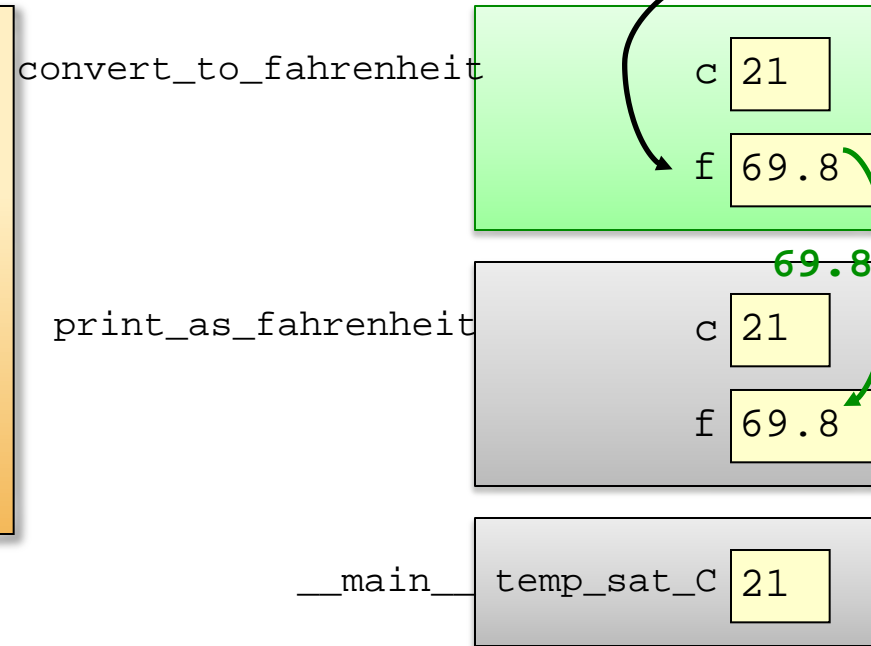 convert_to_fahrenheit c 21
f 69.8
69.8
print_as_fahrenheit c 21
f 69.8
__main__ temp_sat_C 21